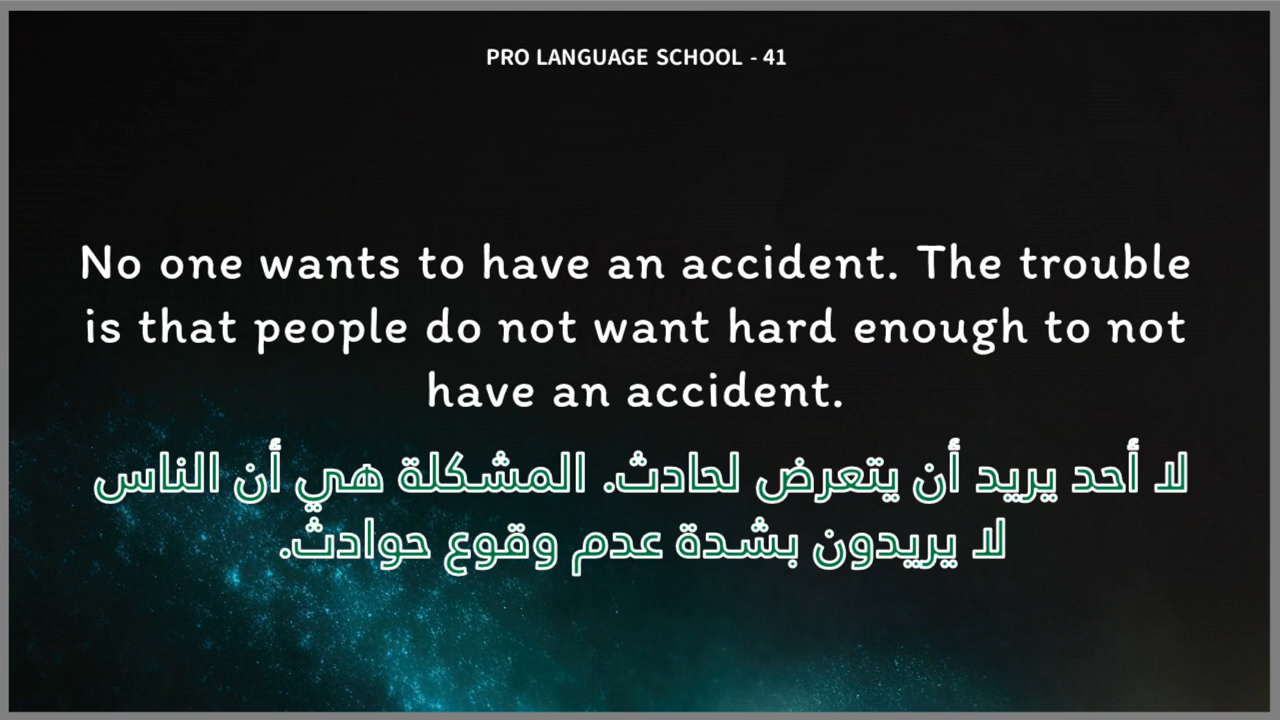 PRO LANGUAGE SCHOOL - 41
No one wants to have an accident. The trouble
is that people do not want hard enough to not
have an accident.
لا أحد يريد أن يتعرض لحادث. المشكلة هي أن الناس
لا يريدون بشدة عدم وقوع حوادث.